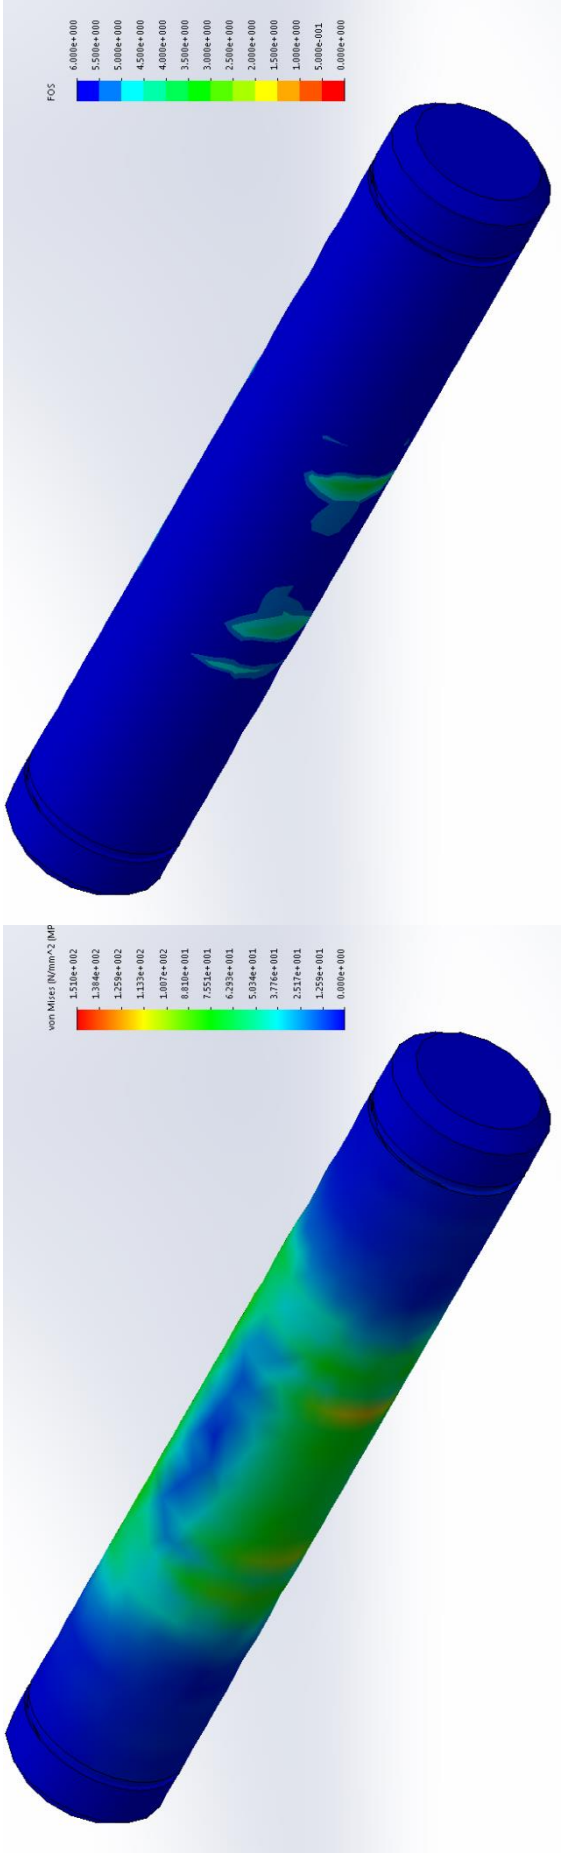 FOS
6.000e+000
5.500e+000
5.000e+000
4.500e+000
4.000e+000
3.500e+000
3.000e+000
2.500e+000
2.000e+000
1.500e+000
1.000e+000
5.000e-001
0.000e+000
von Mises (N/mm^2 (MP
1.510e+002
1.384e+002
1.259e+002
1.133e+002
1.007e+002
8.810e+001
7.551e+001
6.293e+001
5.034e+001
3.776e+001
2.517e+001
1.259e+001
0.000e+000